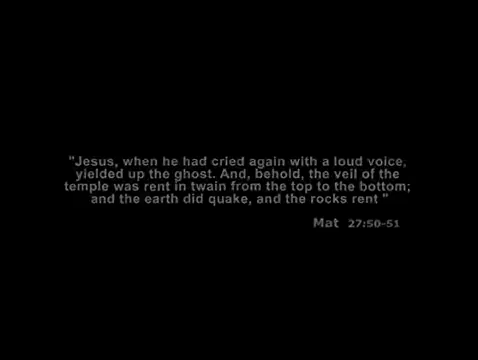 "Jesus, when he had cried again with a loud voice,
yielded up the ghost. And, behold, the veil of the
temple was rent in twain from the top to the bottom;
and the earth did quake, and the rocks rent "
Mat 27:50-51